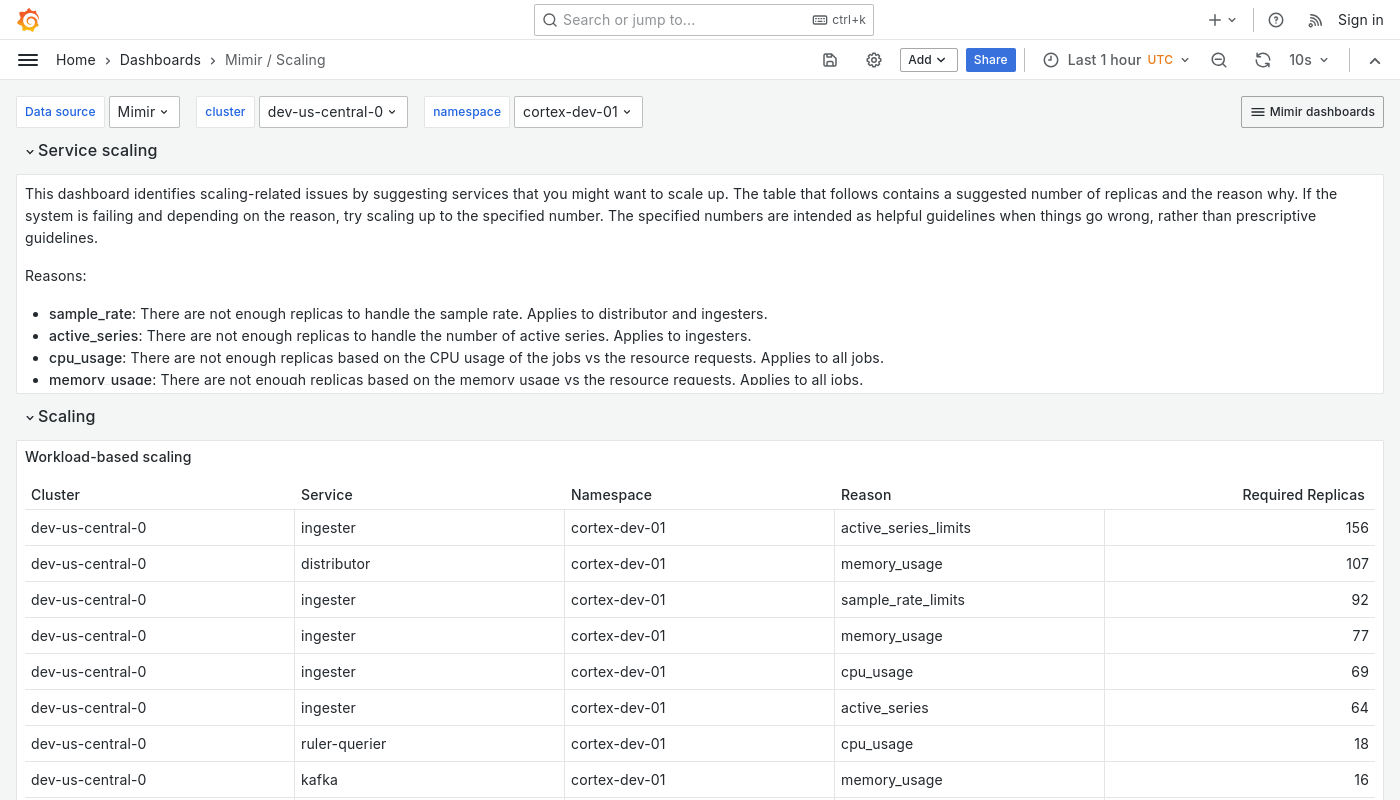 Search or jump to...
ctrl+k
Sign in
Home
Dashboards
Mimir / Scaling
Add
Share
Last 1 hour UTC
10s
Data source
Mimir
cluster
dev-us-central-0
namespace
cortex-dev-01
Mimir dashboards
Service scaling
This dashboard identifies scaling-related issues by suggesting services that you might want to scale up. The table that follows contains a suggested number of replicas and the reason why. If the
system is failing and depending on the reason, try scaling up to the specified number. The specified numbers are intended as helpful guidelines when things go wrong, rather than prescriptive
guidelines.
Reasons:
• sample_rate: There are not enough replicas to handle the sample rate. Applies to distributor and ingesters.
• active_series: There are not enough replicas to handle the number of active series. Applies to ingesters.
• cpu_usage: There are not enough replicas based on the CPU usage of the jobs vs the resource requests. Applies to all jobs.
• memory_usage: There are not enough replicas based on the memory usage vs the resource requests. Applies to all jobs.
Scaling
Workload-based scaling
Cluster Service Namespace Reason Required Replicas
dev-us-central-0 ingester cortex-dev-01 active_series_limits 156
dev-us-central-0 distributor cortex-dev-01 memory_usage 107
dev-us-central-0 ingester cortex-dev-01 sample_rate_limits 92
dev-us-central-0 ingester cortex-dev-01 memory_usage 77
dev-us-central-0 ingester cortex-dev-01 cpu_usage 69
dev-us-central-0 ingester cortex-dev-01 active_series 64
dev-us-central-0 ruler-querier cortex-dev-01 cpu_usage 18
dev-us-central-0 kafka cortex-dev-01 memory_usage 16